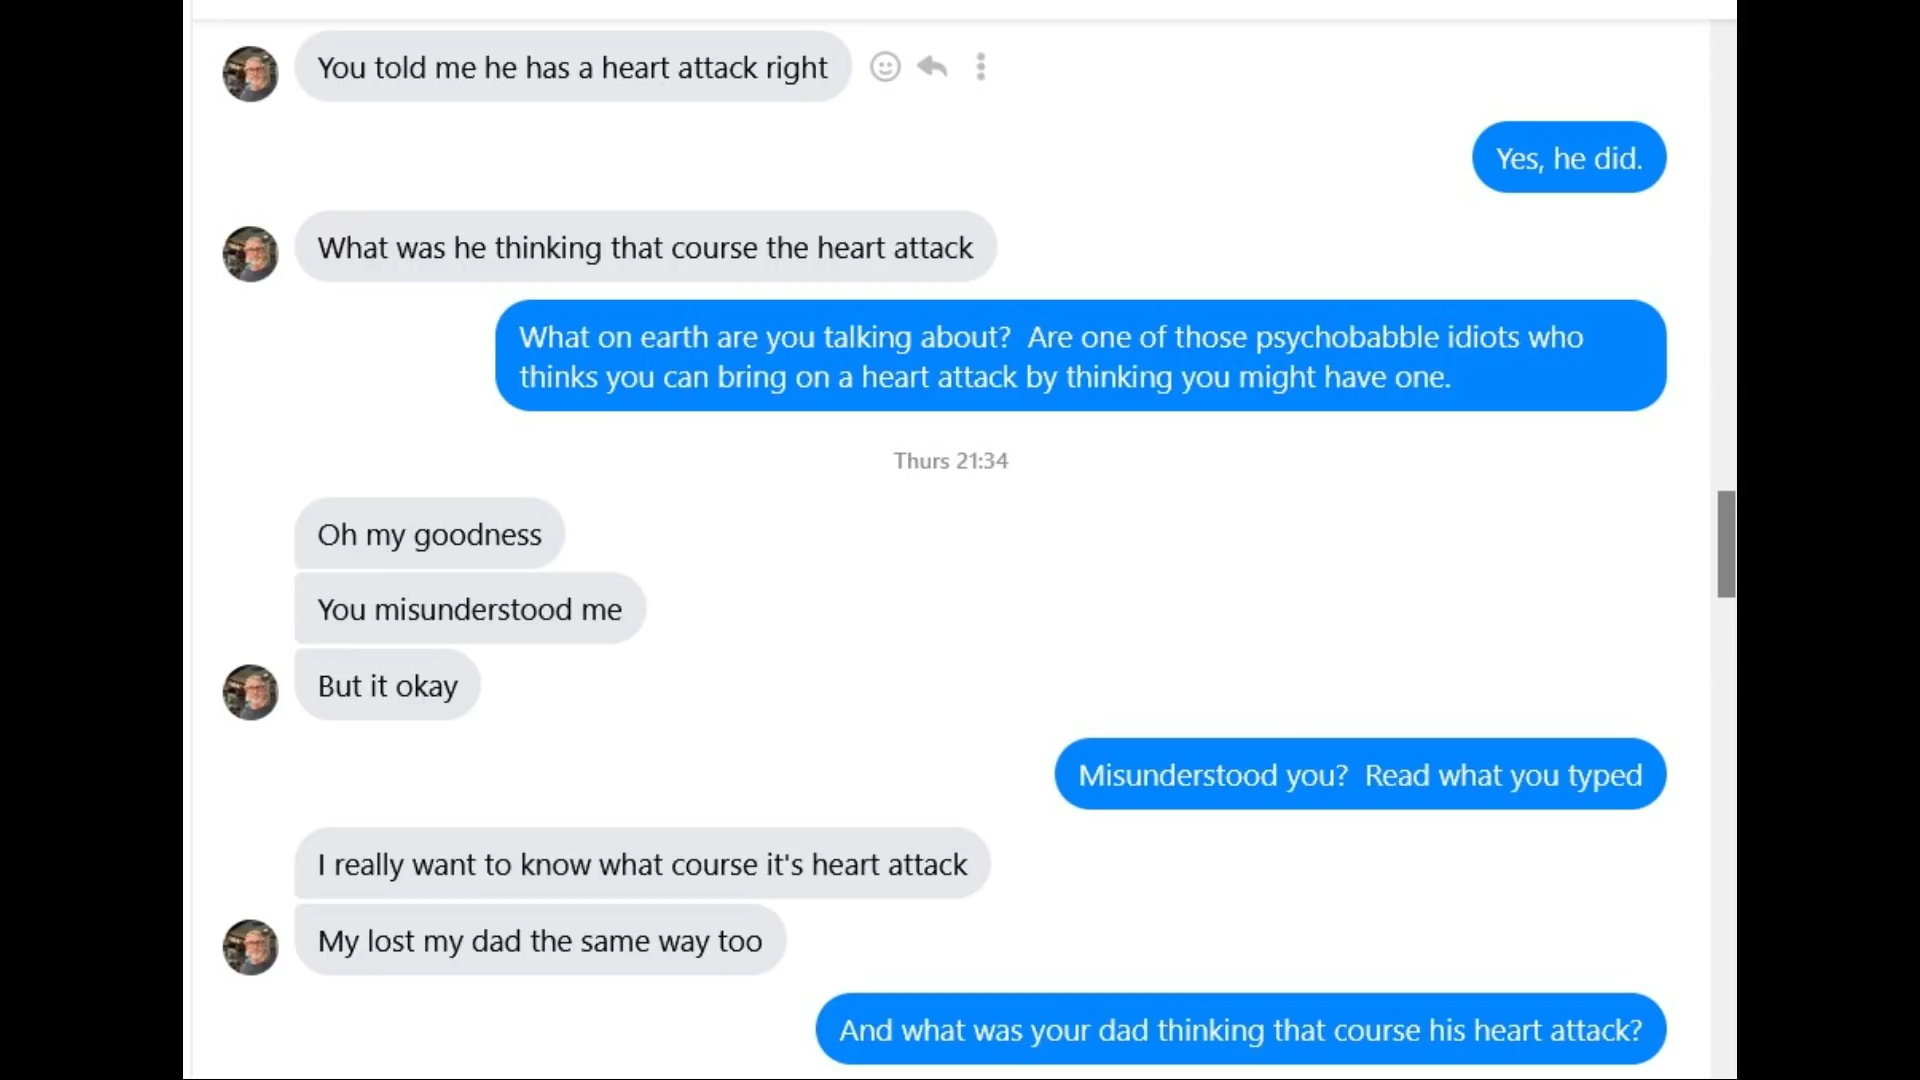 You told me he has a heart attack right
Yes, he did.
What was he thinking that course the heart attack
What on earth are you talking about?  Are one of those psychobabble idiots who
thinks you can bring on a heart attack by thinking you might have one.
Thurs 21:34
Oh my goodness
You misunderstood me
But it okay
Misunderstood you?  Read what you typed
I really want to know what course it's heart attack
My lost my dad the same way too
And what was your dad thinking that course his heart attack?